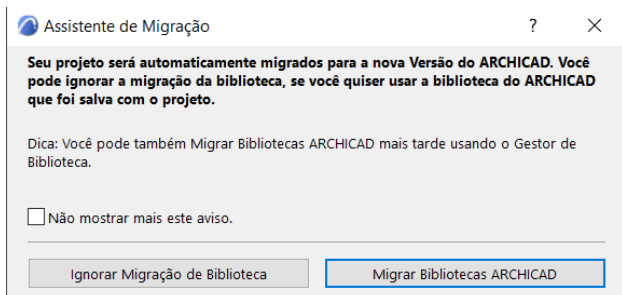 Assistente de Migração
Seu projeto será automaticamente migrados para a nova Versão do ARCHICAD. Você
pode ignorar a migração da biblioteca, se você quiser usar a biblioteca do ARCHICAD
que foi salva com o projeto.
Dica: Você pode também Migrar Bibliotecas ARCHICAD mais tarde usando o Gestor de
Biblioteca.
Não mostrar mais este aviso.
Ignorar Migração de Biblioteca
Migrar Bibliotecas ARCHICAD